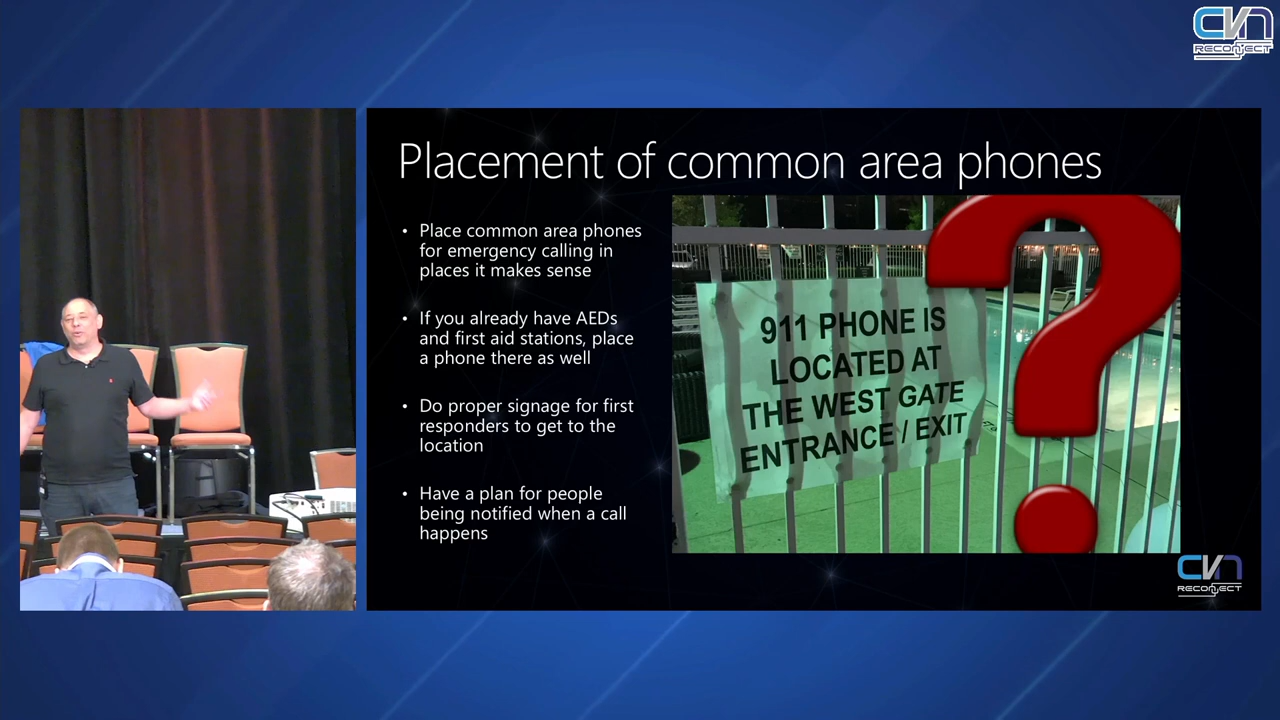 CVN
RECONNECT
Placement of common area phones
• Place common area phones
for emergency calling in
places it makes sense
• If you already have AEDs
and first aid stations, place
a phone there as well
• Do proper signage for first
responders to get to the
location
• Have a plan for people
being notified when a call
happens
911 PHONE IS
LOCATED AT
THE WEST GATE
ENTRANCE / EXIT
?
CVN
RECONNECT